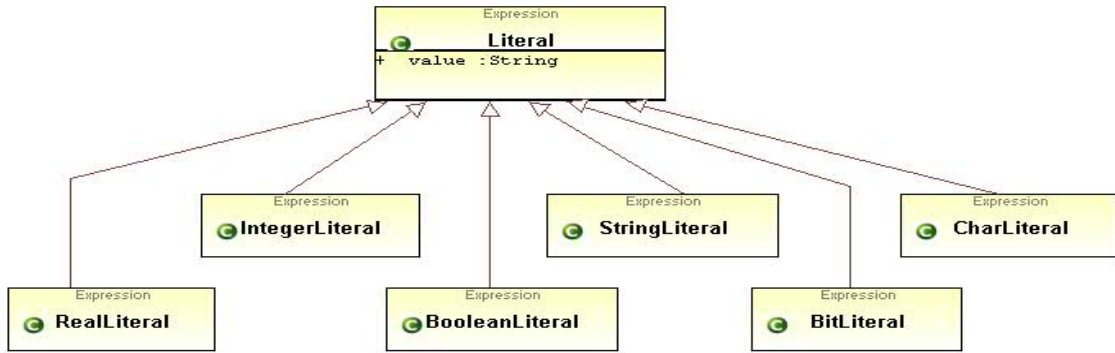 Expression
Literal
+ value :String
Expression
IntegerLiteral
Expression
StringLiteral
Expression
CharLiteral
Expression
RealLiteral
Expression
BooleanLiteral
Expression
BitLiteral